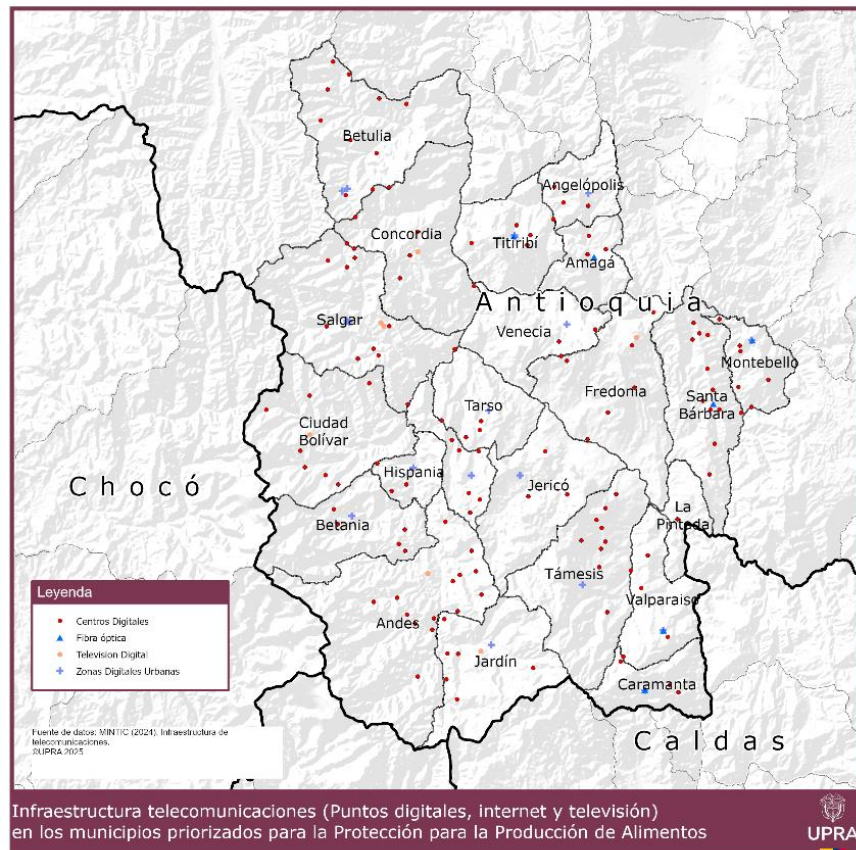 Betulia
Angelópolis
Concordia
Titiribí
Amagá
Antioquia
Salgar
Venecia
Montebello
Fredonia
Santa
Bárbara
Tarso
Ciudad
Bolívar
Hispania
Jericó
Chocó
Betania
La
Pintada
Támesis
Valparaiso
Andes
Jardín
Caramanta
Caldas
Leyenda
Centros Digitales
Fibra óptica
Television Digital
Zonas Digitales Urbanas
Fuente de datos: MINTIC (2024). Infraestructura de
telecomunicaciones.
©UPRA 2025
Infraestructura telecomunicaciones (Puntos digitales, internet y televisión)
en los municipios priorizados para la Protección para la Producción de Alimentos
UPRA